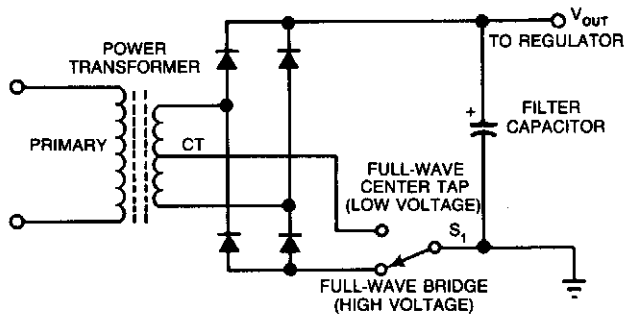 V_OUT
TO REGULATOR
POWER
TRANSFORMER
+
FILTER
CAPACITOR
PRIMARY
CT
FULL-WAVE
CENTER TAP
(LOW VOLTAGE)
S_1
FULL-WAVE BRIDGE
(HIGH VOLTAGE)